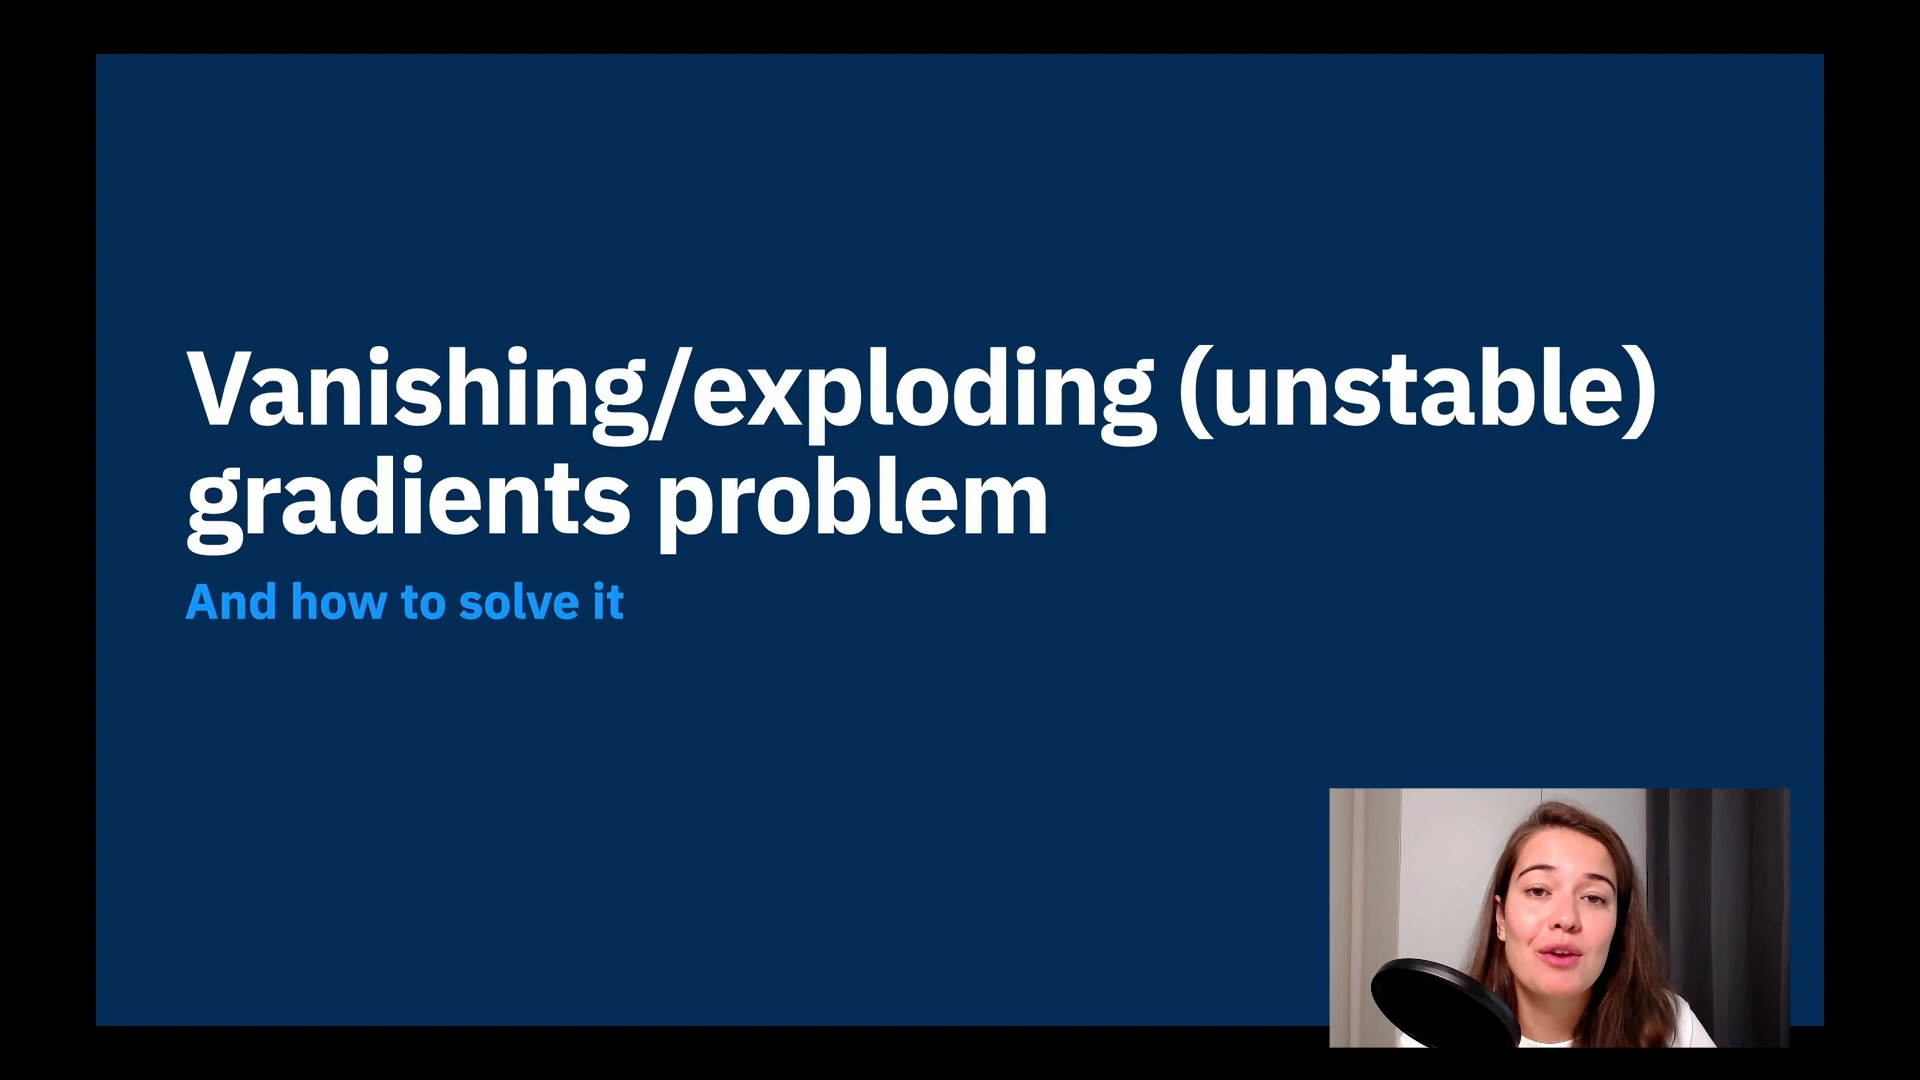 Vanishing/exploding (unstable)
gradients problem
And how to solve it